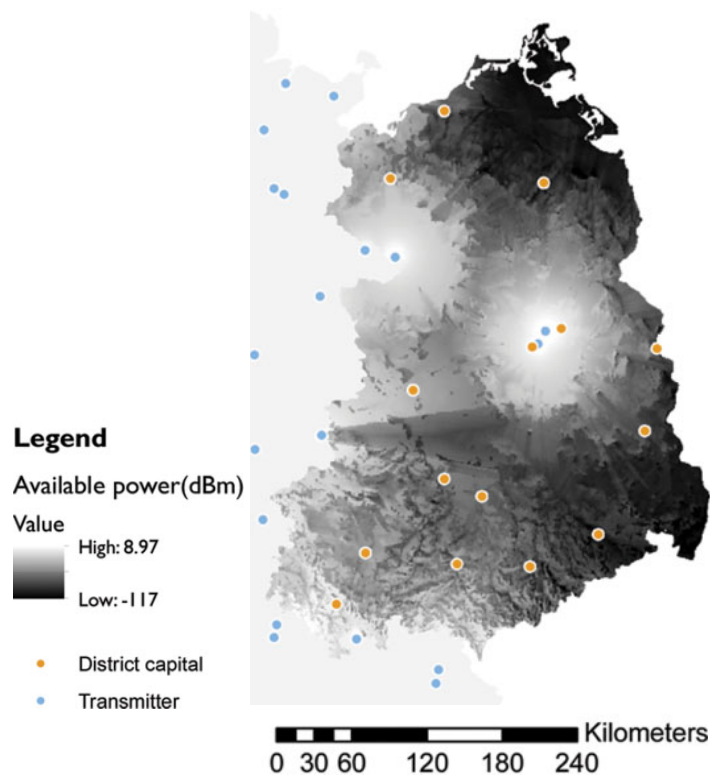 Legend
Available power(dBm)
Value
High: 8.97
Low: -117
District capital
Transmitter
Kilometers
0 30 60 120 180 240